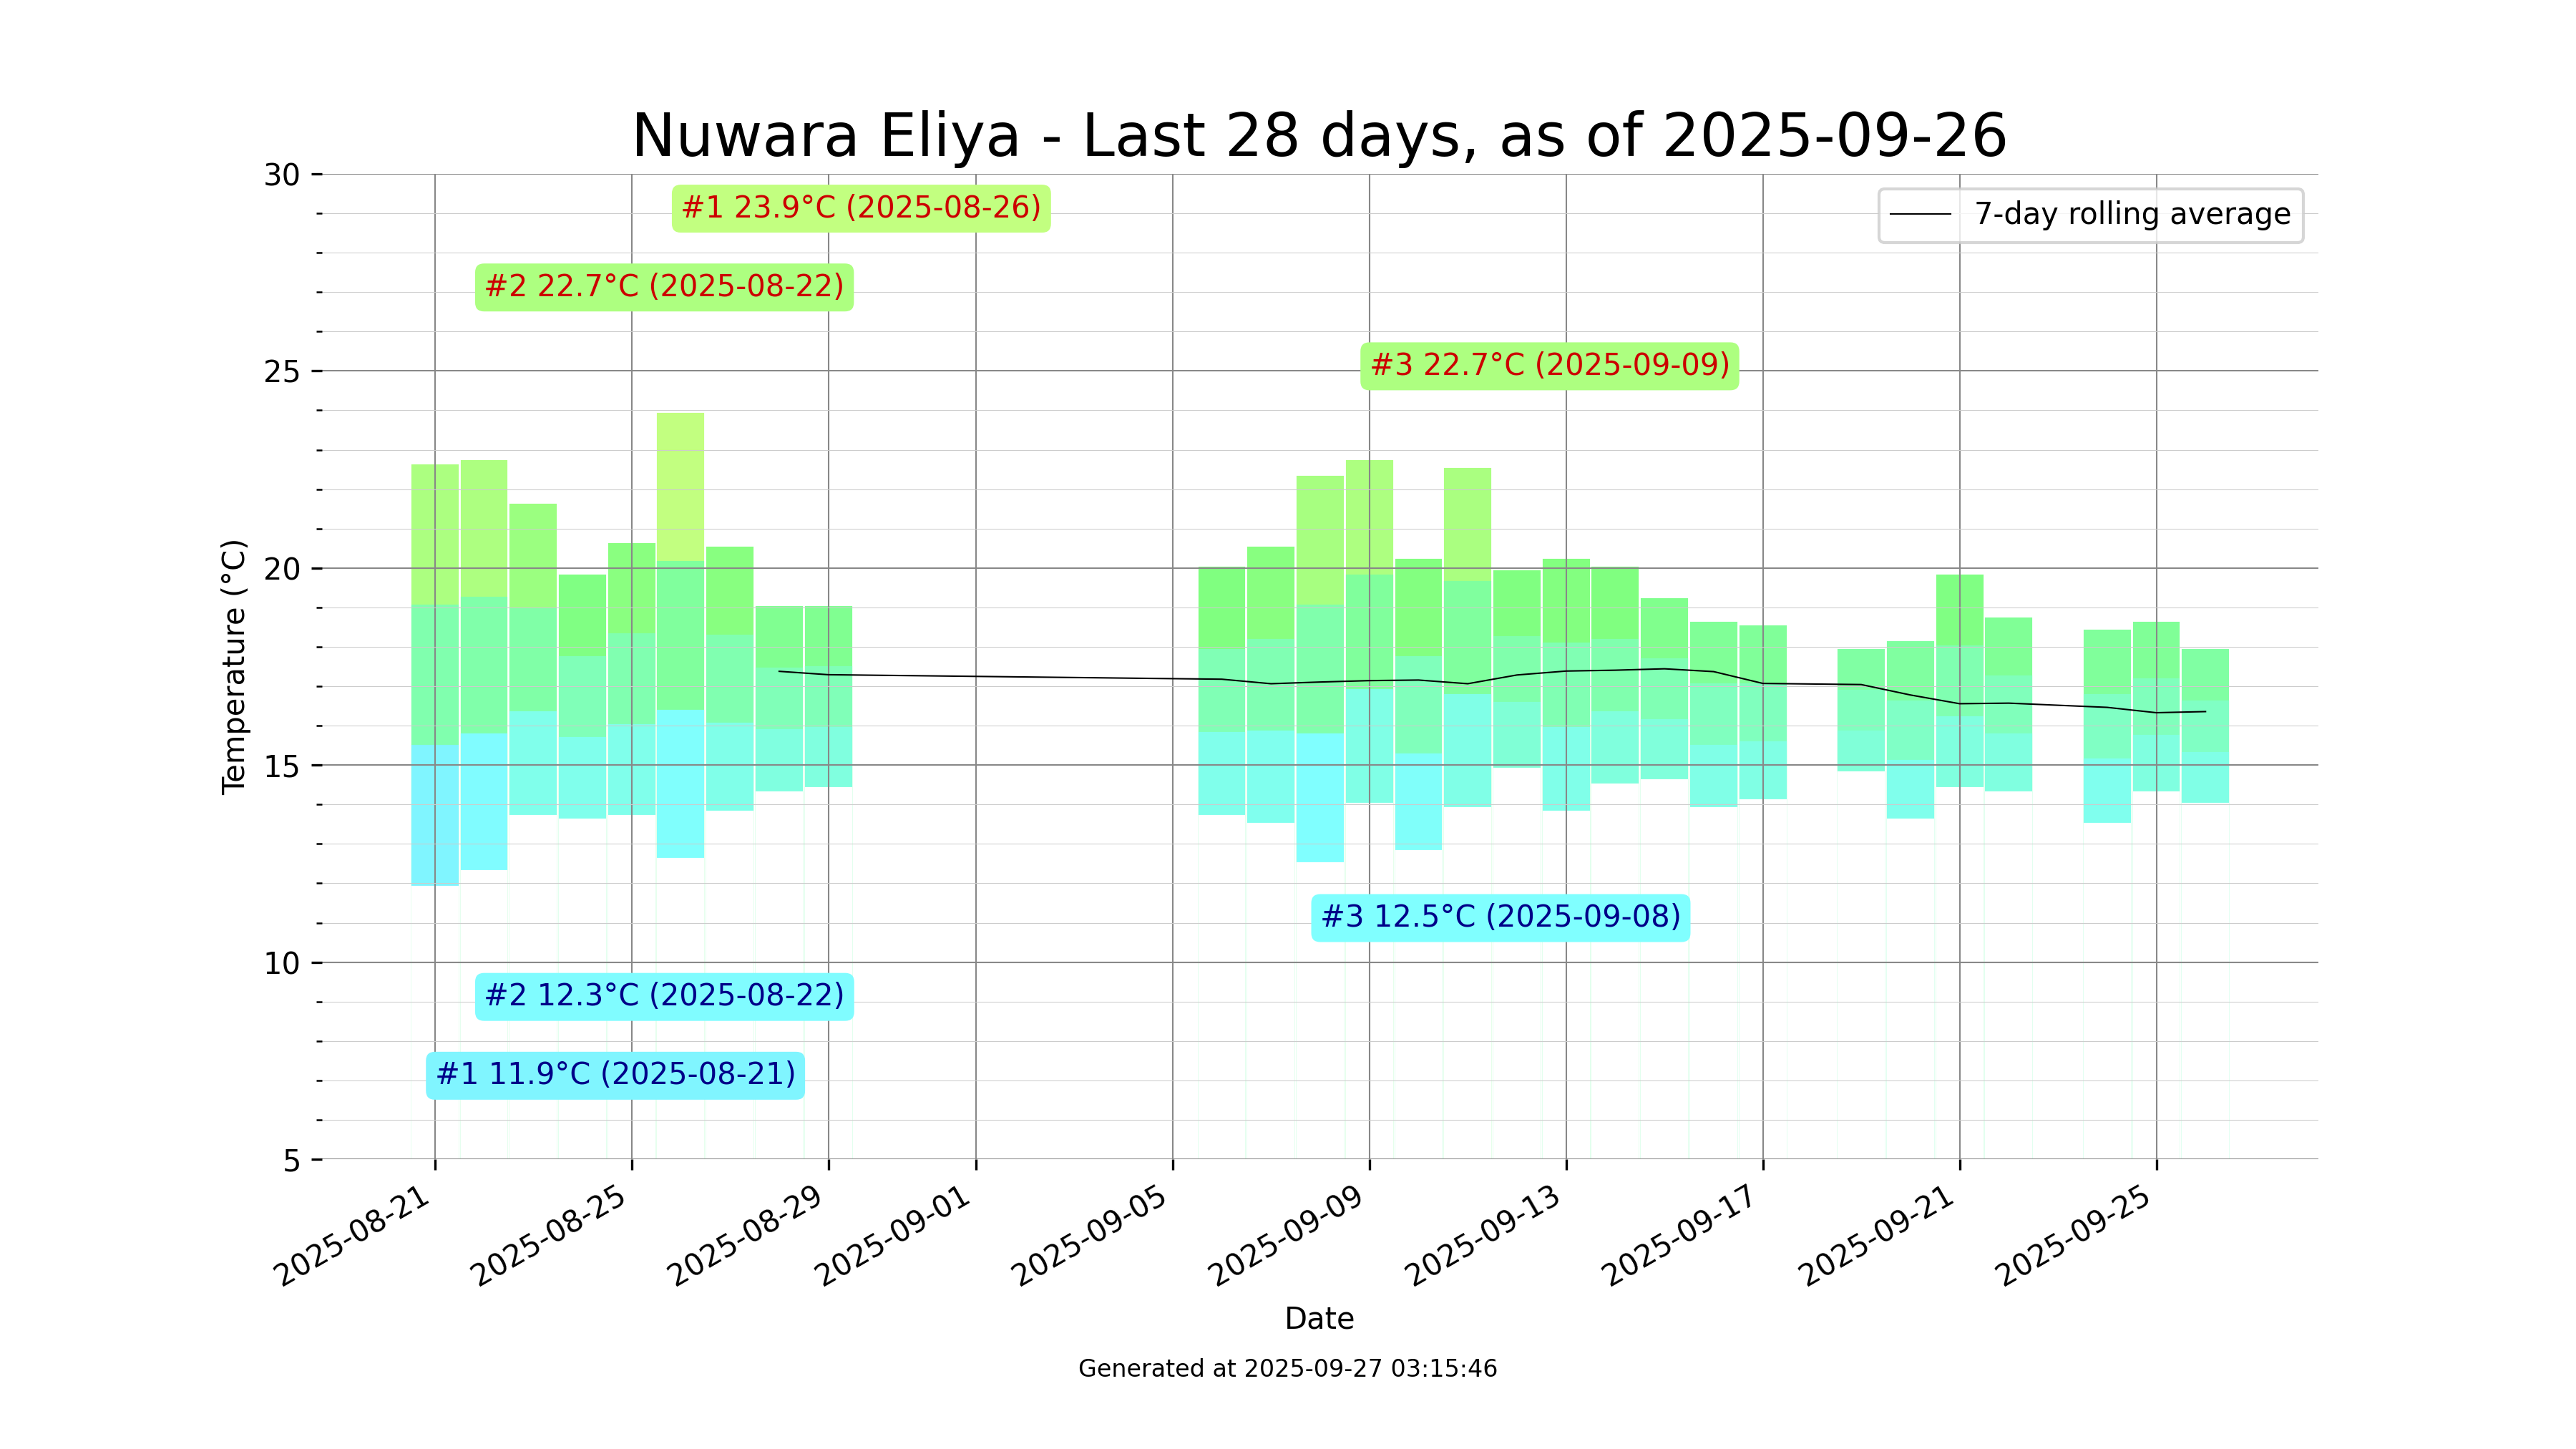 Nuwara Eliya - Last 28 days, as of 2025-09-26
30
#1 23.9°C (2025-08-26)
7-day rolling average
#2 22.7°C (2025-08-22)
#3 22.7°C (2025-09-09)
25
20
15
10
5
Temperature (°C)
#3 12.5°C (2025-09-08)
#2 12.3°C (2025-08-22)
#1 11.9°C (2025-08-21)
2025-08-21
2025-08-25
2025-08-29
2025-09-01
2025-09-05
2025-09-09
2025-09-13
2025-09-17
2025-09-21
2025-09-25
Date
Generated at 2025-09-27 03:15:46